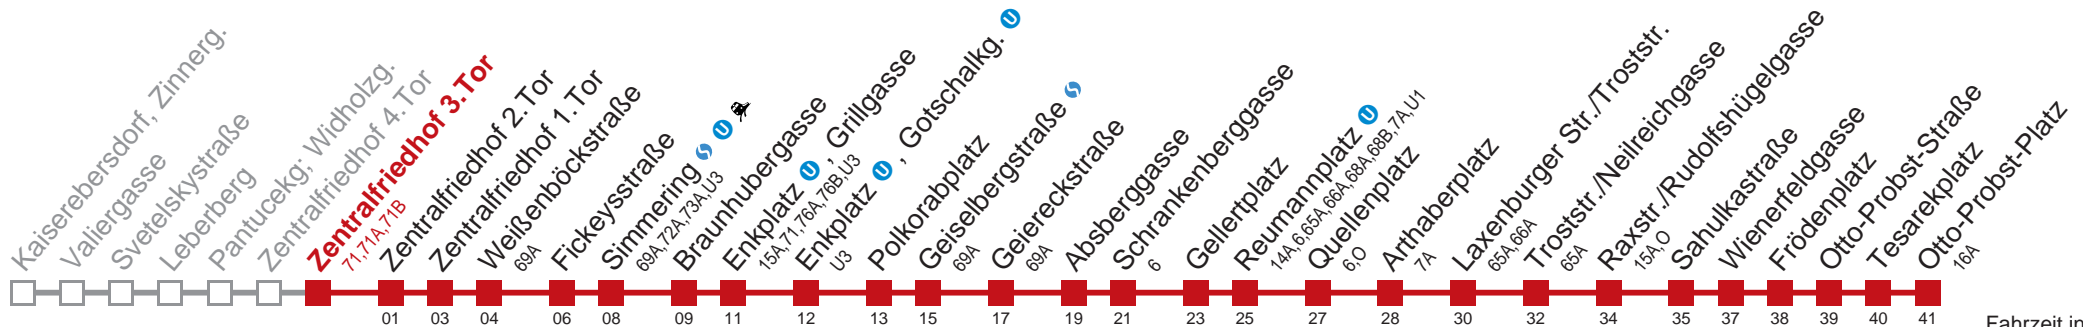 Kaiserebersdorf, Zinnerg.
Valiergasse
Svetelskystraße
Leberberg
Pantucekg; Widholzg.
Zentralfriedhof 4.Tor
Zentralfriedhof 3.Tor
71,71A,71B
Zentralfriedhof 2.Tor
Zentralfriedhof 1.Tor
Weißenböckstraße
69A
Fickeysstraße
Simmering S U
69A,72A,73A,U3
Braunhubergasse
Enkplatz U , Grillgasse
15A,71,76A,76B,U3
Enkplatz U , Gotschalkg. U
U3
Polkorabplatz
Geiselbergstraße S
69A
Geiereckstraße
69A
Absberggasse
Schrankenberggasse
6
Gellertplatz
Reumannplatz U
14A,6,65A,66A,68A,68B,7A,U1
Quellenplatz
6,O
Arthaberplatz
7A
Laxenburger Str./Troststr.
65A,66A
Troststr./Neilreichgasse
65A
Raxstr./Rudolfshügelgasse
15A,O
Sahulkastraße
Wienerfeldgasse
Frödenplatz
Otto-Probst-Straße
Tesarekplatz
Otto-Probst-Platz
16A
01 03 04 06 08 09 11 12 13 15 17 19 21 23 25 27 28 30 32 34 35 37 38 39 40 41
Fahrzeit in